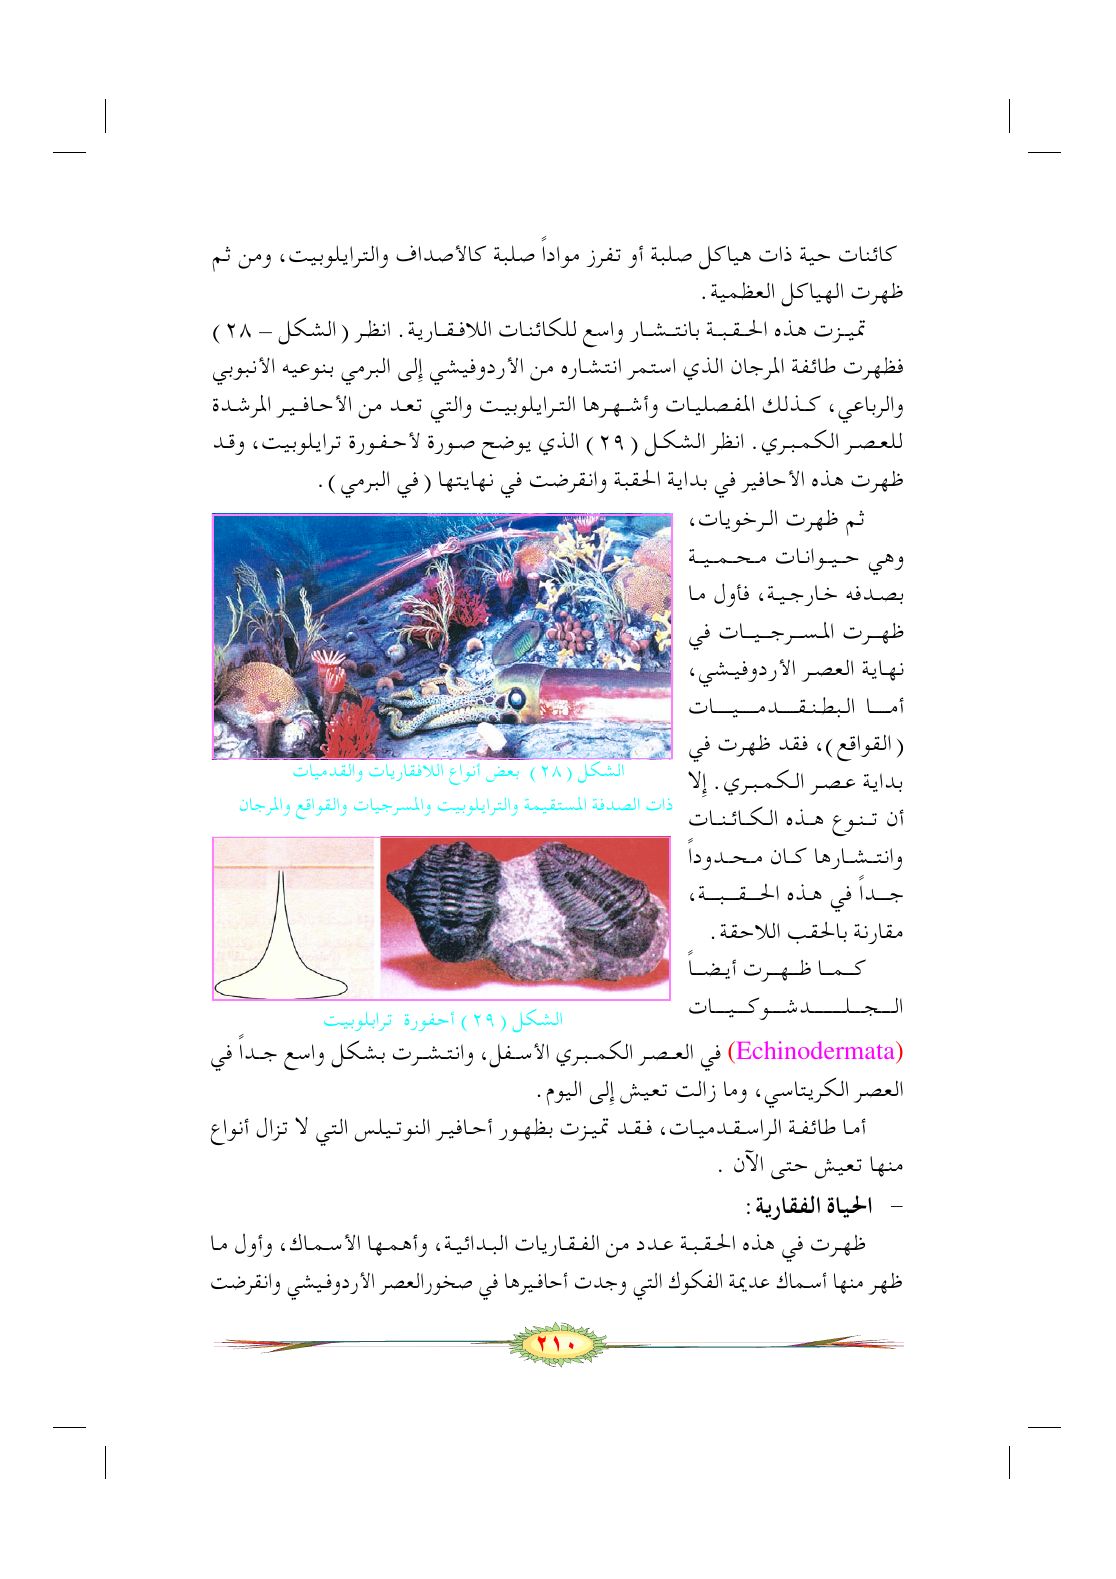 كائنات حية ذات هياكل صلبة أو تفرز مواداً صلبة كالأصداف والترايلوبيت، ومن ثم
ظهرت الهياكل العظمية.
تميزت هذه الحقبة بانتشار واسع للكائنات اللافقارية. انظر (الشكل – ٢٨)
فظهرت طائفة المرجان الذي استمر انتشاره من الأردوفيشي إلى البرمي بنوعيه الأنبوبي
والرباعي، كذلك المفصليات وأشهرها الترايلوبيت والتي تعد من الأحافير المرشدة
للعصر الكمبري. انظر الشكل (٢٩) الذي يوضح صورة لأحفورة ترايلوبيت، وقد
ظهرت هذه الأحافير في بداية الحقبة وانقرضت في نهايتها (في البرمي).
ثم ظهرت الرخويات،
وهي حيوانات محمية
بصدفه خارجية، فأول ما
ظهرت المسرجيات في
نهاية العصر الأردوفيشي،
أما البطنقدميات
(القواقع)، فقد ظهرت في
بداية عصر الكمبري. إلا
أن تنوع هذه الكائنات
وانتشارها كان محدوداً
جداً في هذه الحقبة،
مقارنة بالحقب اللاحقة.
كما ظهرت أيضاً
الجلدشوكيات
الشكل (٢٨) بعض أنواع اللافقاريات والقدميات
ذات الصدفة المستقيمة والترايلوبيت والمسرجيات والقواقع والمرجان
الشكل (٢٩) أحفورة ترابلوبيت
(Echinodermata) في العصر الكمبري الأسفل، وانتشرت بشكل واسع جداً في
العصر الكريتاسي، وما زالت تعيش إلى اليوم.
أما طائفة الراسقدميات، فقد تميزت بظهور أحافير النوتيلس التي لا تزال أنواع
منها تعيش حتى الآن .
– الحياة الفقارية:
ظهرت في هذه الحقبة عدد من الفقاريات البدائية، وأهمها الأسماك، وأول ما
ظهر منها أسماك عديمة الفكوك التي وجدت أحافيرها في صخورالعصر الأردوفيشي وانقرضت
٢١٠